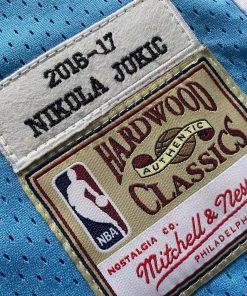 2016-17
NIKOLA JOKIC
HARDWOOD
AUTHENTIC
CLASSICS
NBA
NOSTALGIA CO.
Mitchell & Ness
PHILADELPHIA